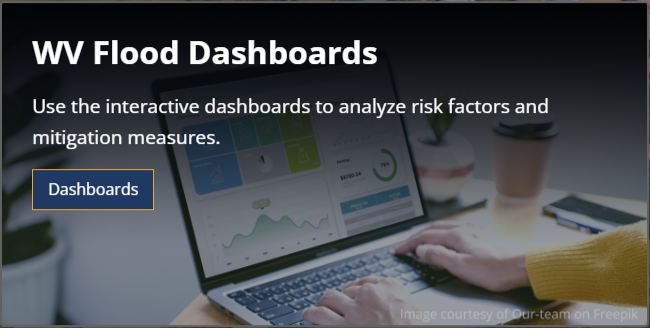 WV Flood Dashboards
Use the interactive dashboards to analyze risk factors and
mitigation measures.
Dashboards
75%
Image courtesy of Our-team on Freepik